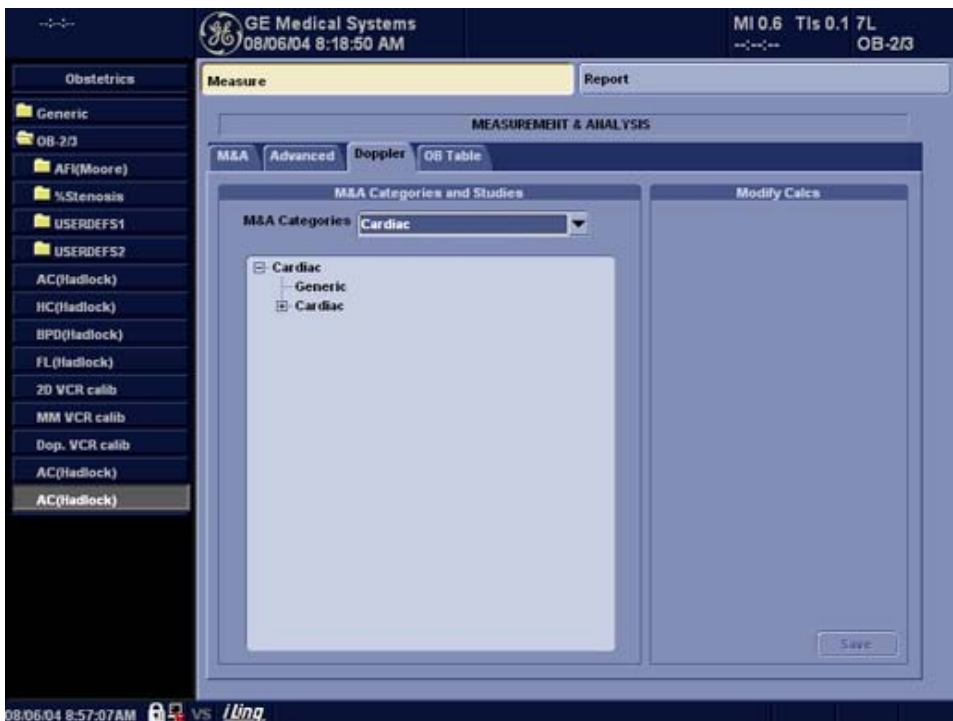 --:--:--
GE Medical Systems
08/06/04 8:18:50 AM
MI 0.6 TIs 0.1 7L
--:--:-- OB-2/3
Obstetrics
Generic
OB-2/3
AFI(Moore)
%Stenosis
USERDEFS1
USERDEFS2
AC(Hadlock)
HC(Hadlock)
BPD(Hadlock)
FL(Hadlock)
2D VCR calib
MM VCR calib
Dop. VCR calib
AC(Hadlock)
AC(Hadlock)
Measure Report
MEASUREMENT & ANALYSIS
M&A Advanced Doppler OB Table
M&A Categories and Studies
M&A Categories Cardiac
Cardiac
Generic
Cardiac
Modify Calcs
Save
08/06/04 8:57:07AM VS iLinq